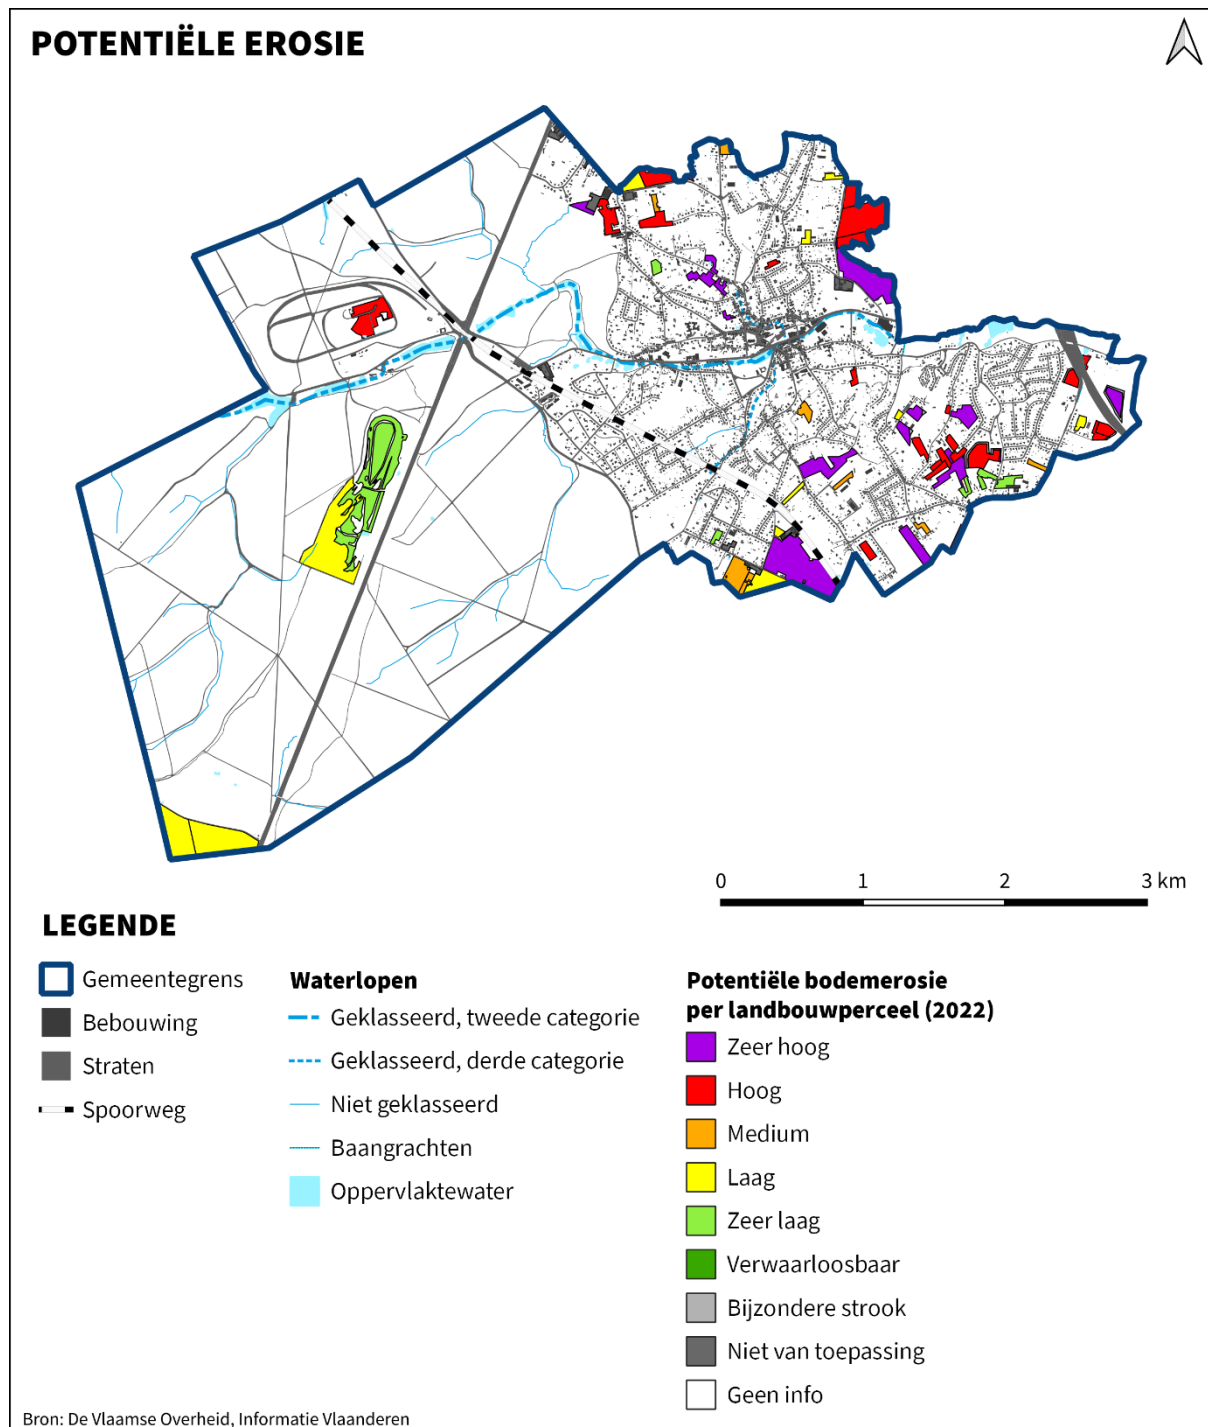 POTENTIËLE EROSIE
0 1 2 3 km
LEGENDE
Gemeentegrens
Bebouwing
Straten
Spoorweg
Waterlopen
Geklasseerd, tweede categorie
Geklasseerd, derde categorie
Niet geklasseerd
Baangrachten
Oppervlaktewater
Potentiële bodemerosie
per landbouwperceel (2022)
Zeer hoog
Hoog
Medium
Laag
Zeer laag
Verwaarloosbaar
Bijzondere strook
Niet van toepassing
Geen info
Bron: De Vlaamse Overheid, Informatie Vlaanderen